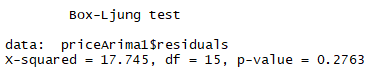 Box-Ljung test
data: priceArima1$residuals
X-squared = 17.745, df = 15, p-value = 0.2763